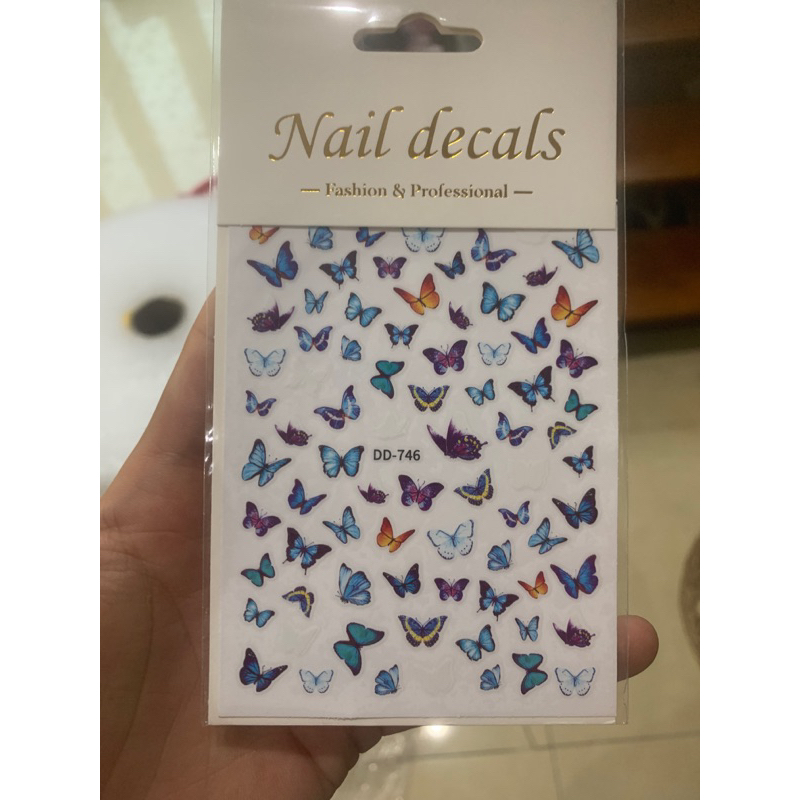 Nail decals
— Fashion & Professional —
DD-746